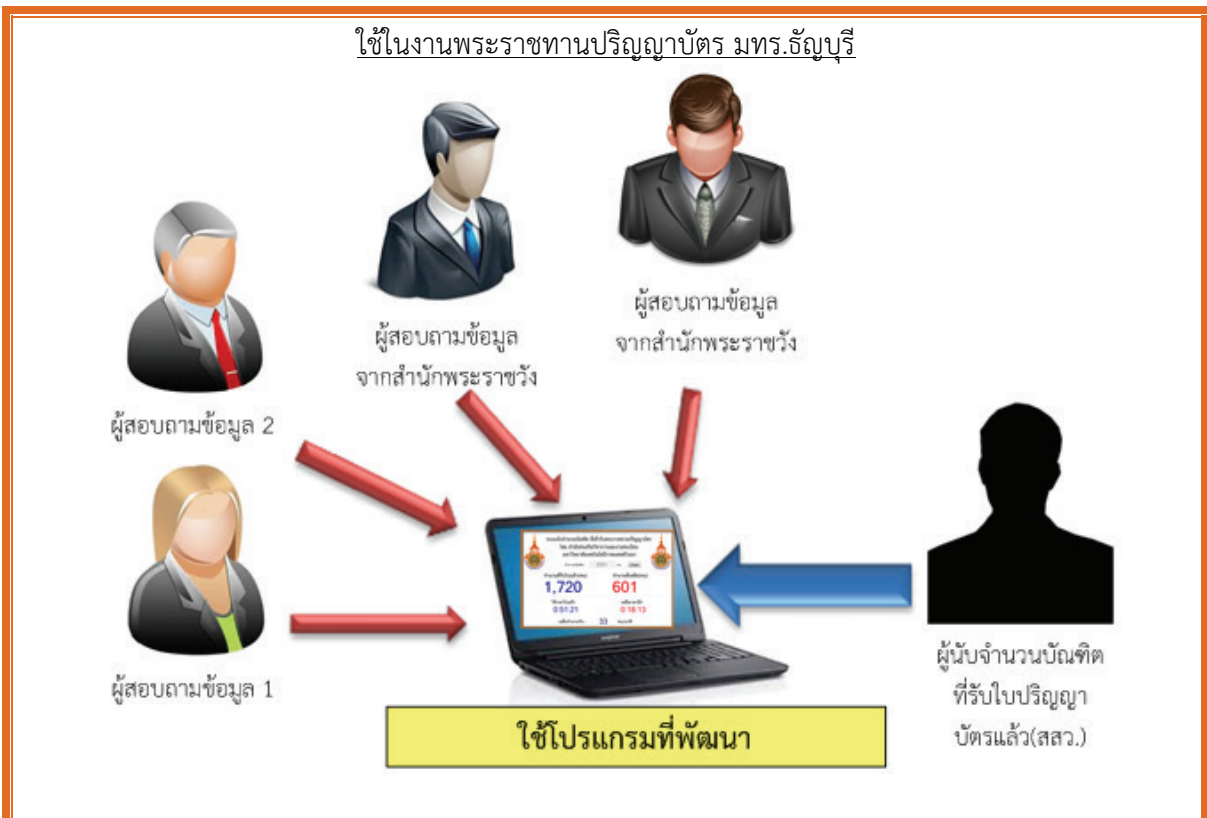 ใช้ในงานพระราชทานปริญญาบัตร มทร.ธัญบุรี
ผู้สอบถามข้อมูล
จากสำนักพระราชวัง
ผู้สอบถามข้อมูล
จากสำนักพระราชวัง
ผู้สอบถามข้อมูล 2
ผู้สอบถามข้อมูล 1
1,720 601
0:51:21 0:18:13
33
ผู้นับจำนวนบัณฑิต
ที่รับใบปริญญา
บัตรแล้ว(สสว.)
ใช้โปรแกรมที่พัฒนา